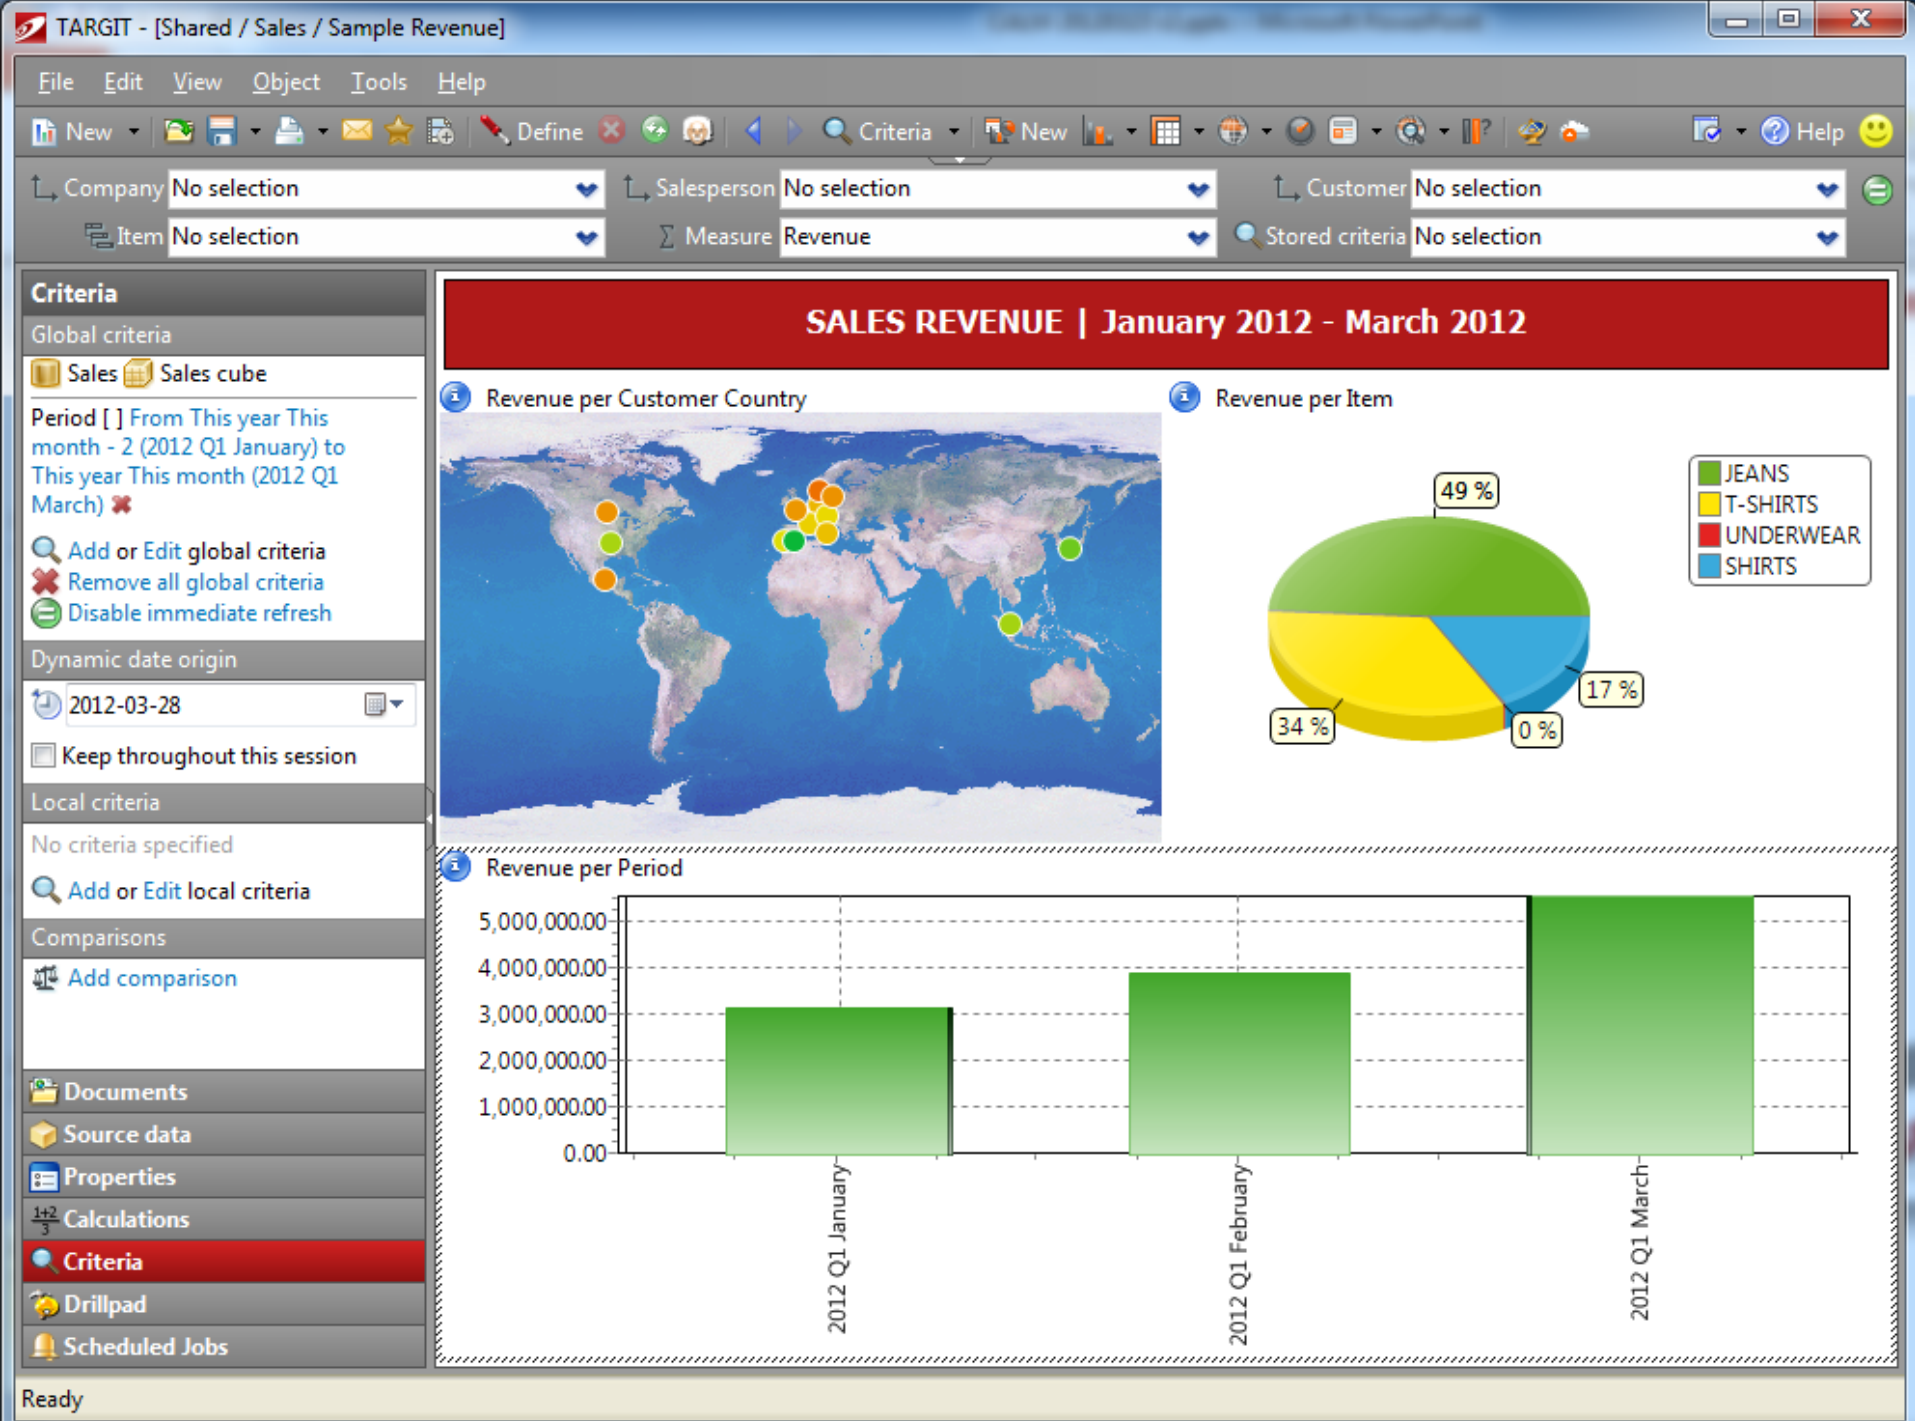 TARGIT - [Shared / Sales / Sample Revenue]
File Edit View Object Tools Help
New Define Criteria New Help
Company No selection Salesperson No selection Customer No selection
Item No selection Measure Revenue Stored criteria No selection
Criteria
Global criteria
Sales Sales cube
Period [ ] From This year This
month - 2 (2012 Q1 January) to
This year This month (2012 Q1
March)
Add or Edit global criteria
Remove all global criteria
Disable immediate refresh
Dynamic date origin
2012-03-28
Keep throughout this session
Local criteria
No criteria specified
Add or Edit local criteria
Comparisons
Add comparison
Documents
Source data
Properties
1+2
3
Calculations
Criteria
Drillpad
Scheduled Jobs
SALES REVENUE | January 2012 - March 2012
Revenue per Customer Country
Revenue per Item
49 %
34 %
0 %
17 %
JEANS
T-SHIRTS
UNDERWEAR
SHIRTS
Revenue per Period
5,000,000.00
4,000,000.00
3,000,000.00
2,000,000.00
1,000,000.00
0.00
2012 Q1 January
2012 Q1 February
2012 Q1 March
Ready